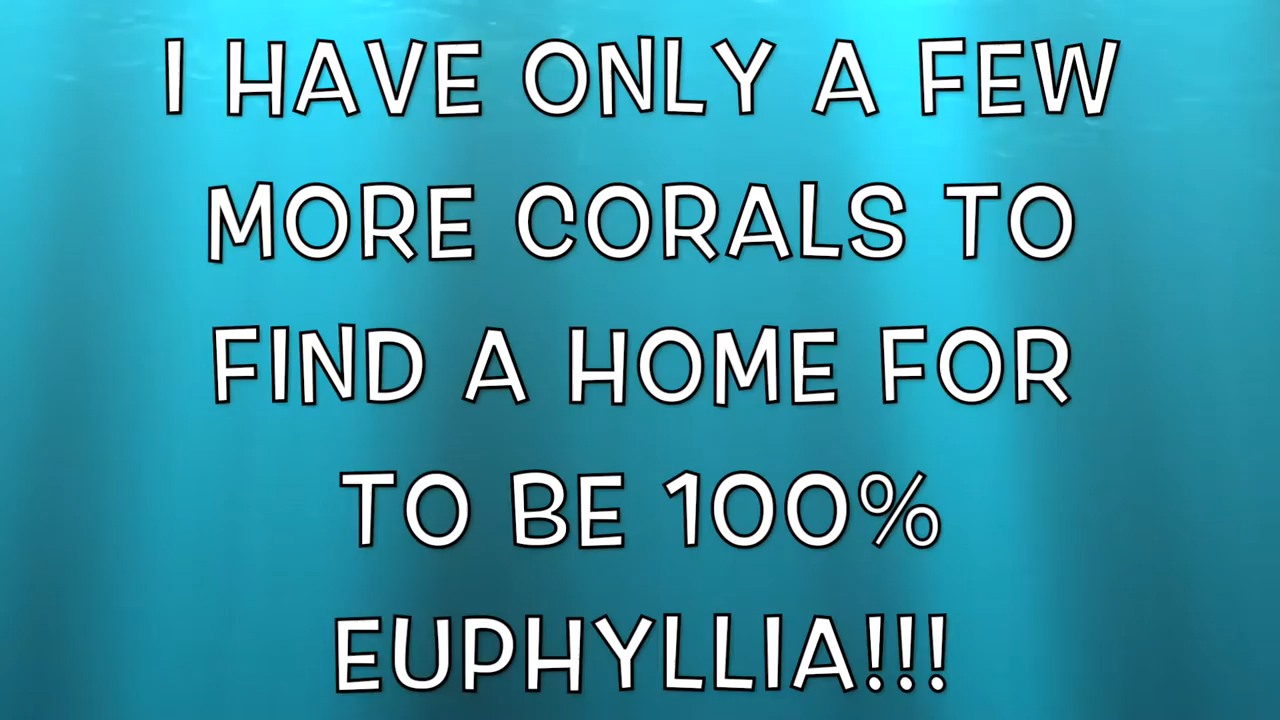 I HAVE ONLY A FEW
MORE CORALS TO
FIND A HOME FOR
TO BE 100%
EUPHYLLIA!!!